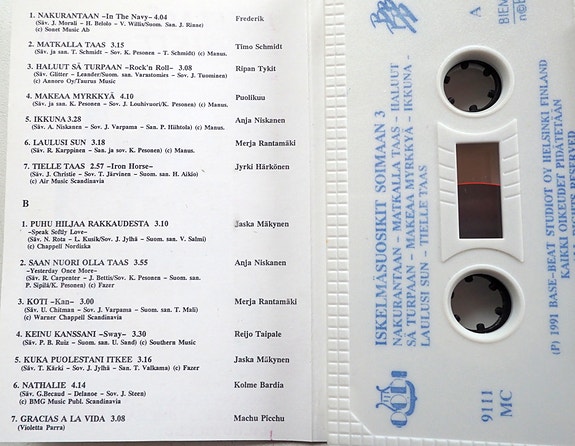 1. NAKURANTAAN -In The Navy- 4.04 Frederik
(Säv. J. Morali - H. Belolo - V. Willis/Suom. San. J. Rinne)
(c) Sonet Music Ab
2. MATKALLA TAAS 3.15 Timo Schmidt
(Säv. ja san. T. Schmidt - Sov. K. Pesonen - T. Schmidt) (c) Manus.
3. HALUUT SÄ TURPAAN -Rock'n Roll- 3.08 Ripan Tykit
(Säv. Glitter - Leander/Suom san. Varastomies - Sov. J. Tuominen)
(c) Annoro Oy/Taurus Music
4. MAKEAA MYRKKYÄ 4.10 Puolikuu
(Säv. ja san. K. Pesonen - Sov. J. Louhivuori/K. Pesonen) (c) Manus.
5. IKKUNA 3.28 Anja Niskanen
(Säv. A. Niskanen - Sov. J. Varpama - San. P. Hiihtola) (c) Manus.
6. LAULUSI SUN 3.18 Merja Rantamäki
(Säv. R. Karppinen - San. ja sov. K. Pesonen) (c) Manus.
7. TIELLE TAAS 2.57 -Iron Horse- Jyrki Härkönen
(Säv. J. Christie - Sov. T. Järvinen - Suom. san. H. Aikio)
(c) Air Music Scandinavia
B
1. PUHU HILJAA RAKKAUDESTA 3.10 Jaska Mäkynen
-Speak Softly Love-
(Säv. N. Rota - L. Kusik/Sov. J. Jylhä - Suom. san. V. Salmi)
(c) Chappell Nordiska
2. SAAN NUORI OLLA TAAS 3.55 Anja Niskanen
-Yesterday Once More-
(Säv. R. Carpenter - J. Bettis/Sov. K. Pesonen - Suom. san.
P. Sipilä/K. Pesonen) (c) Fazer
3. KOTI -Kan- 3.00 Merja Rantamäki
(Säv. U. Chitman - Sov. J. Varpama - Suom. san. T. Mali)
(c) Warner Chappell Scandinavia
4. KEINU KANSSANI -Sway- 3.30 Reijo Taipale
(Säv. P. B. Ruiz - Suom. san. U. Sand) (c) Southern Music
5. KUKA PUOLESTANI ITKEE 3.16 Jaska Mäkynen
(Säv. T. Kärki - Sov. J. Jylhä - San. T. Valkama) (c) Fazer
6. NATHALIE 4.14 Kolme Bardia
(Säv. G.Becaud - Delanoe - Sov. J. Steen)
(c) BMG Music Publ. Scandinavia
7. GRACIAS A LA VIDA 3.08 Machu Picchu
(Violetta Parra)
ISKELMÄSUOSIKIT SOIMAAN 3
NAKURANTAAN - MATKALLA TAAS - HALUUT
SÄ TURPAAN - MAKEAA MYRKKYÄ - IKKUNA -
LAULUSI SUN - TIELLE TAAS
A
BIEM
n©B
(P) 1991 BASE-BEAT STUDIOT OY HELSINKI FINLAND
KAIKKI OIKEUDET PIDÄTETÄÄN
RIGHTS RESERVED
9111
MC